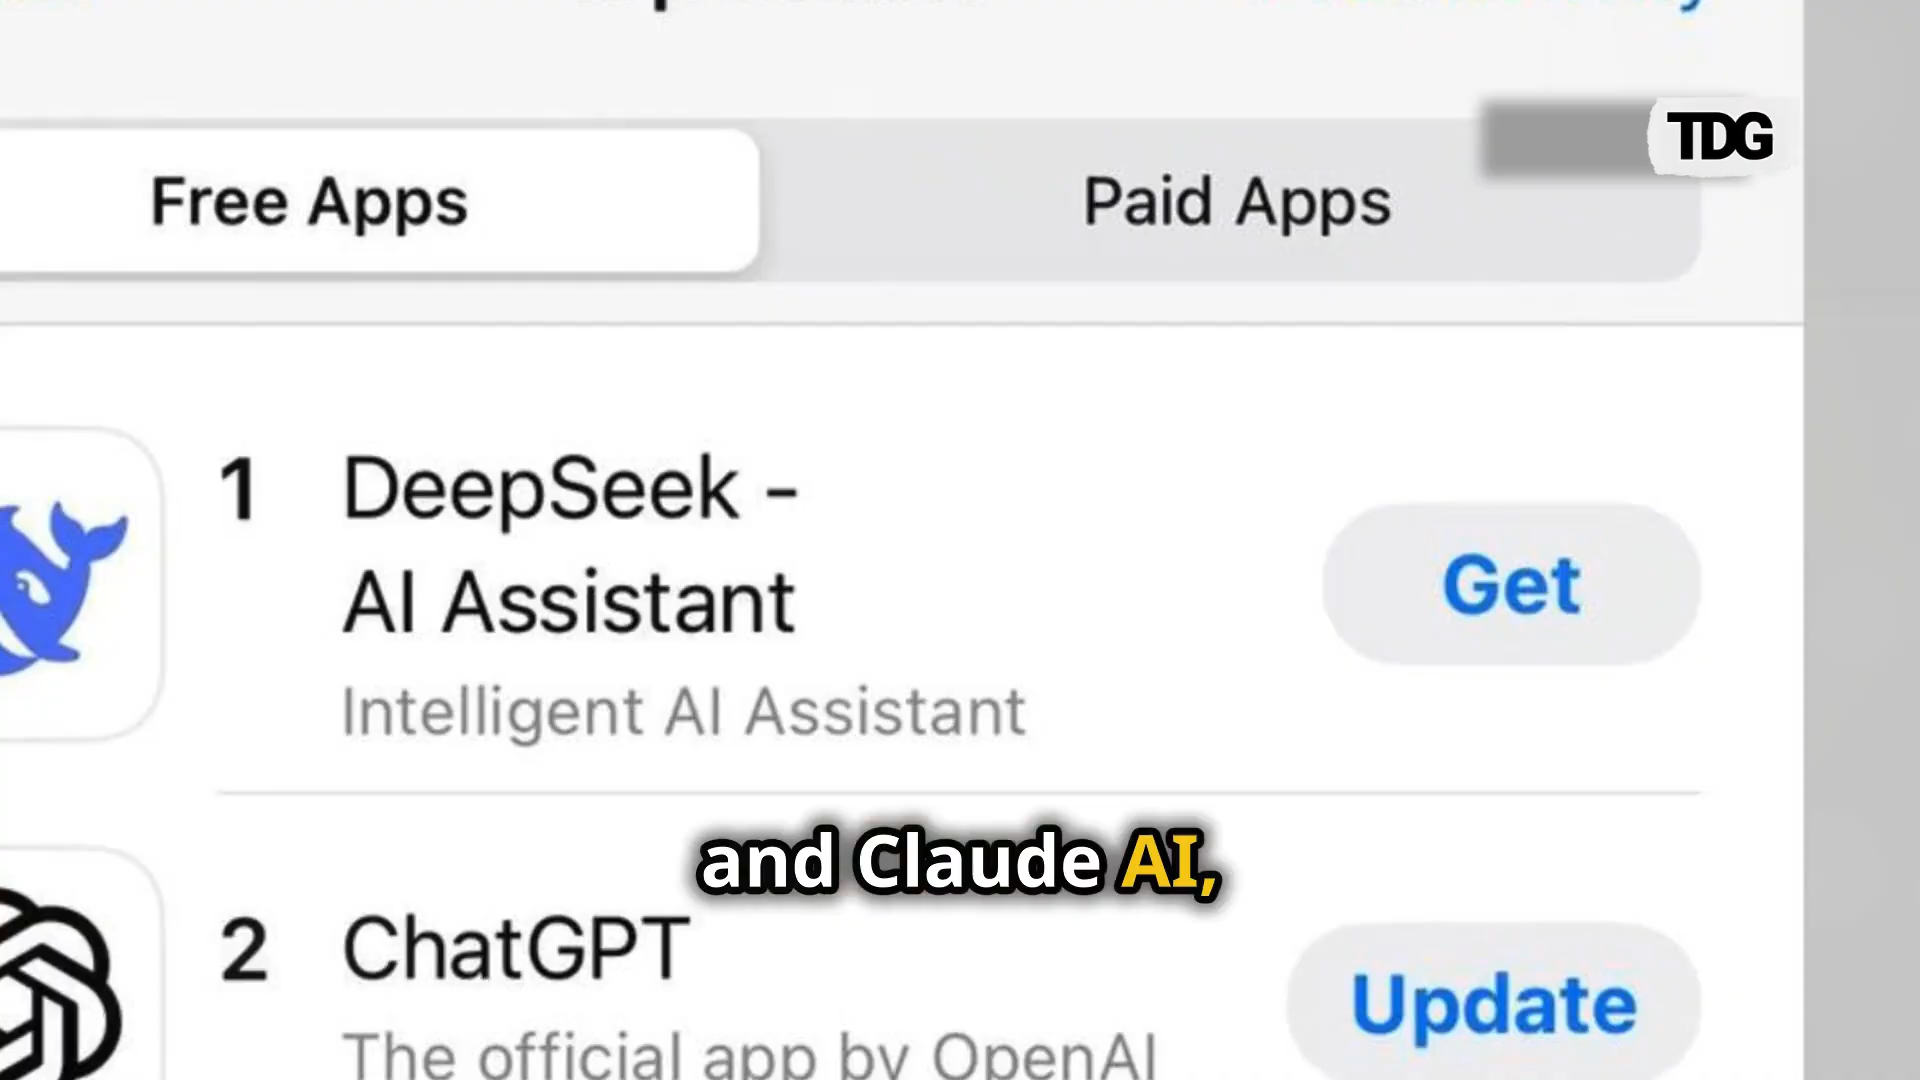 TDG
Free Apps
Paid Apps
1
DeepSeek -
AI Assistant
Get
Intelligent AI Assistant
and Claude AI,
2
ChatGPT
Update
The official app by OpenAI